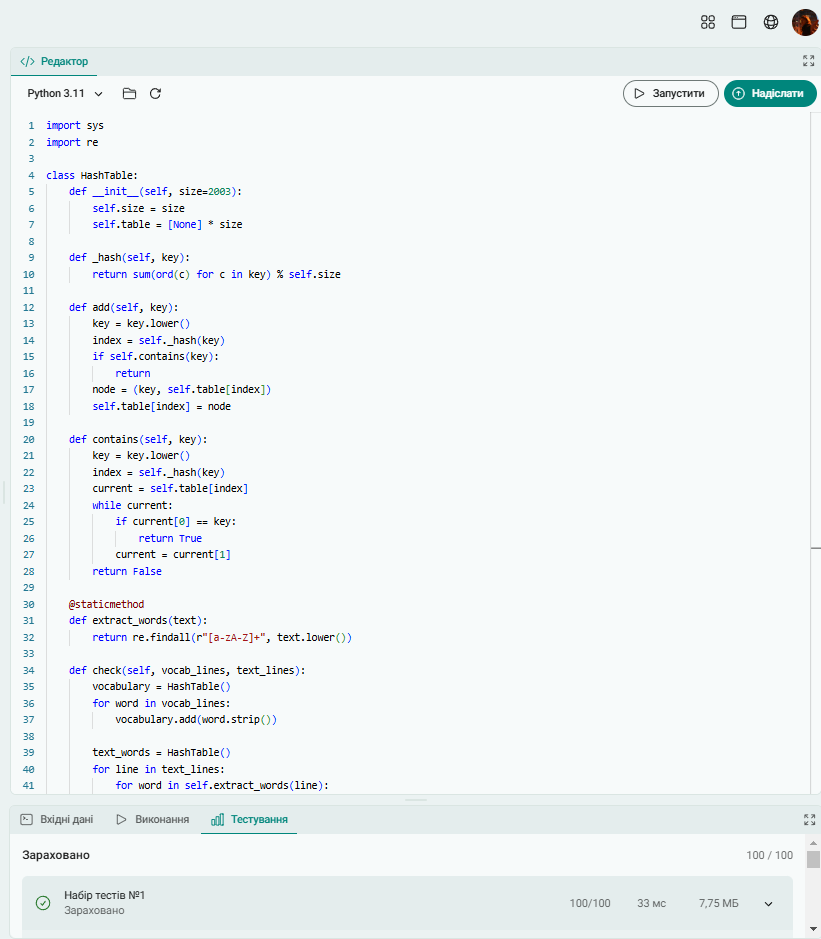 </> Редактор
Python 3.11
Запустити
Надіслати
1 import sys
2 import re
3
4 class HashTable:
5     def __init__(self, size=2003):
6         self.size = size
7         self.table = [None] * size
8
9     def _hash(self, key):
10         return sum(ord(c) for c in key) % self.size
11
12     def add(self, key):
13         key = key.lower()
14         index = self._hash(key)
15         if self.contains(key):
16             return
17         node = (key, self.table[index])
18         self.table[index] = node
19
20     def contains(self, key):
21         key = key.lower()
22         index = self._hash(key)
23         current = self.table[index]
24         while current:
25             if current[0] == key:
26                 return True
27             current = current[1]
28         return False
29
30     @staticmethod
31     def extract_words(text):
32         return re.findall(r"[a-zA-Z]+", text.lower())
33
34     def check(self, vocab_lines, text_lines):
35         vocabulary = HashTable()
36         for word in vocab_lines:
37             vocabulary.add(word.strip())
38
39         text_words = HashTable()
40         for line in text_lines:
41             for word in self.extract_words(line):
Вхідні дані
Виконання
Тестування
Зараховано 100 / 100
Набір тестів №1
Зараховано
100/100 33 мс 7,75 МБ